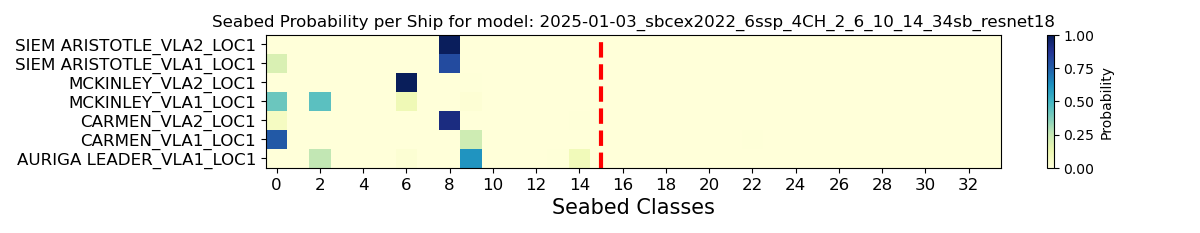 Seabed Probability per Ship for model: 2025-01-03_sbcex2022_6ssp_4CH_2_6_10_14_34sb_resnet18
SIEM ARISTOTLE_VLA2_LOC1
SIEM ARISTOTLE_VLA1_LOC1
MCKINLEY_VLA2_LOC1
MCKINLEY_VLA1_LOC1
CARMEN_VLA2_LOC1
CARMEN_VLA1_LOC1
AURIGA LEADER_VLA1_LOC1
0 2 4 6 8 10 12 14 16 18 20 22 24 26 28 30 32
Seabed Classes
1.00
0.75
0.50
0.25
0.00
Probability